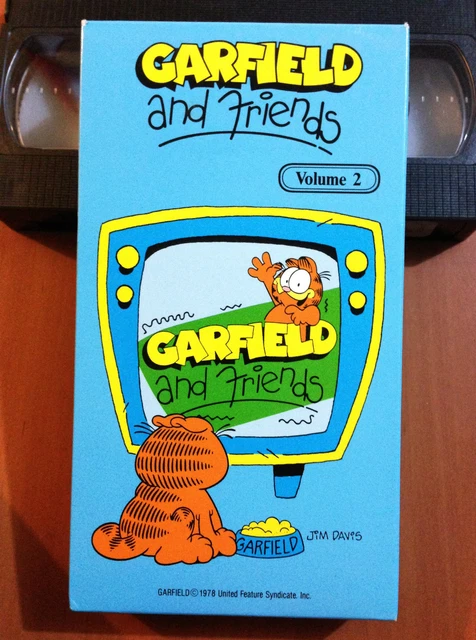 GARFIELD
and Friends
Volume 2
GARFIELD
and Friends
GARFIELD
JIM DAVIS
GARFIELD©1978 United Feature Syndicate. Inc.